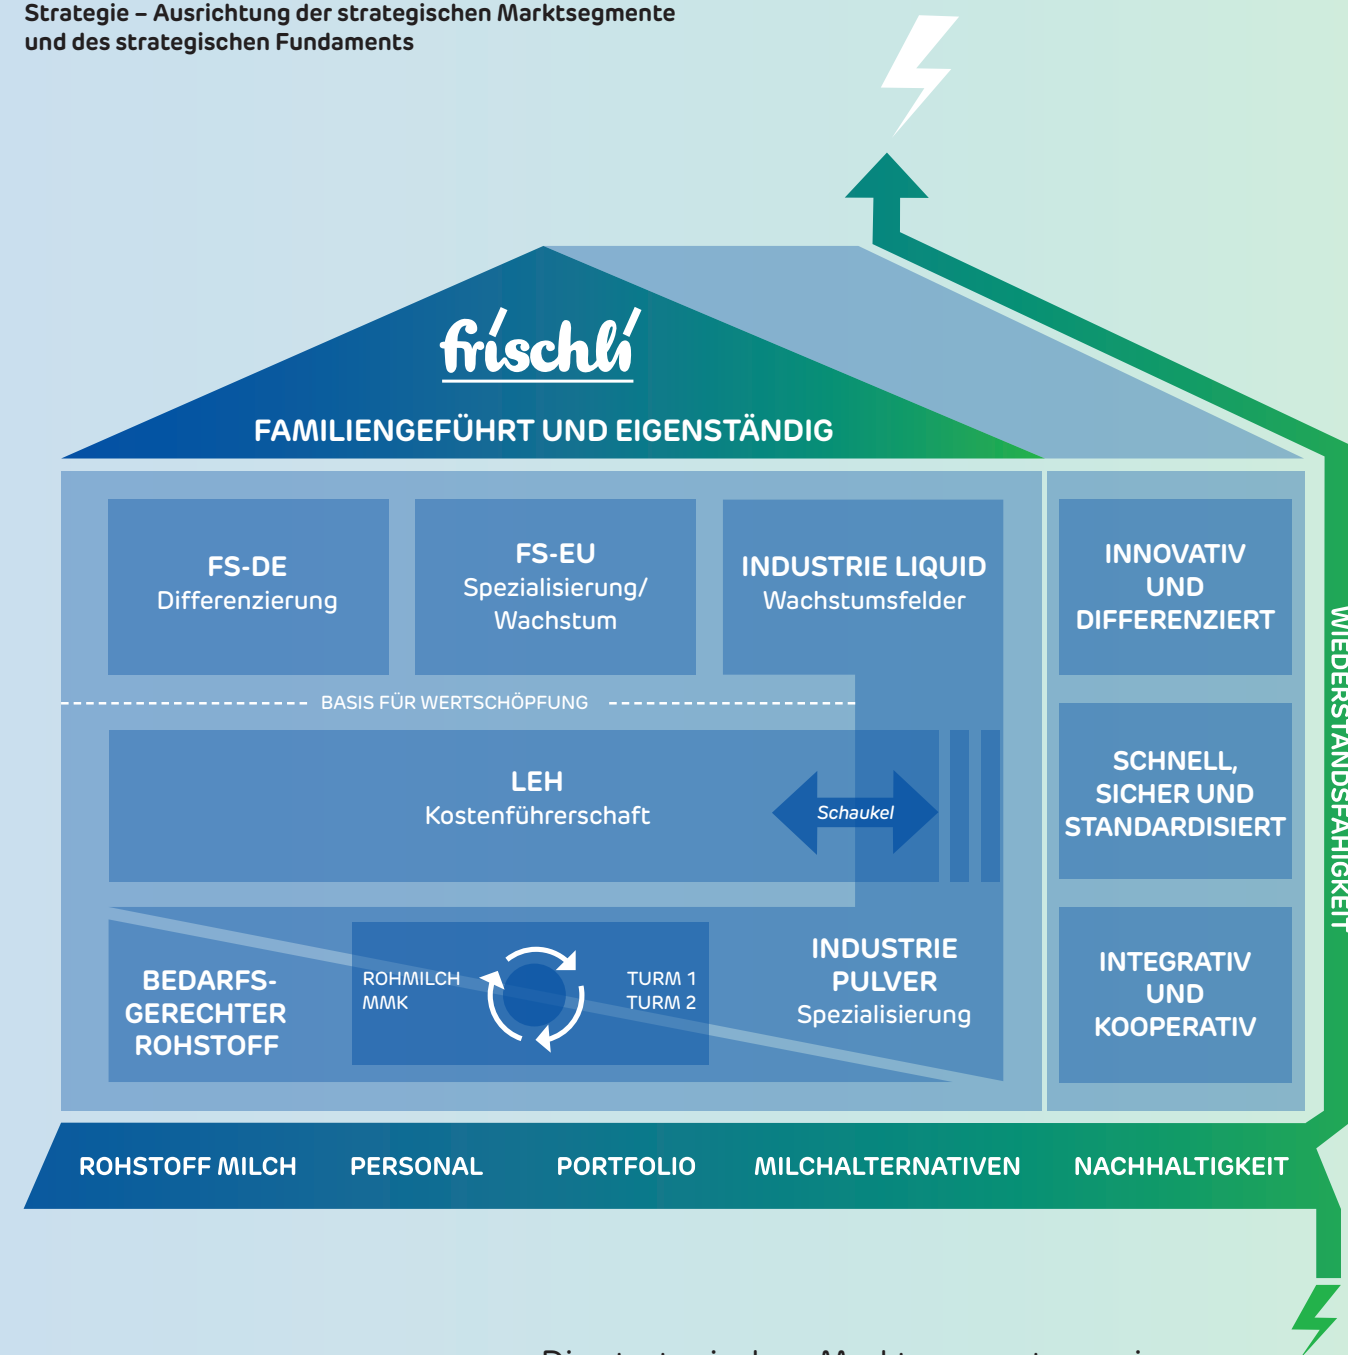 Strategie – Ausrichtung der strategischen Marktsegmente
und des strategischen Fundaments
frischli
FAMILIENGEFÜHRT UND EIGENSTÄNDIG
FS-DE
Differenzierung
FS-EU
Spezialisierung/
Wachstum
INDUSTRIE LIQUID
Wachstumsfelder
INNOVATIV
UND
DIFFERENZIERT
BASIS FÜR WERTSCHÖPFUNG
LEH
Kostenführerschaft
Schaukel
SCHNELL,
SICHER UND
STANDARDISIERT
WIEDERSTANDSFÄHIGKEIT
BEDARFS-
GERECHTER
ROHSTOFF
ROHMILCH
MMK
TURM 1
TURM 2
INDUSTRIE
PULVER
Spezialisierung
INTEGRATIV
UND
KOOPERATIV
ROHSTOFF MILCH
PERSONAL
PORTFOLIO
MILCHALTERNATIVEN
NACHHALTIGKEIT